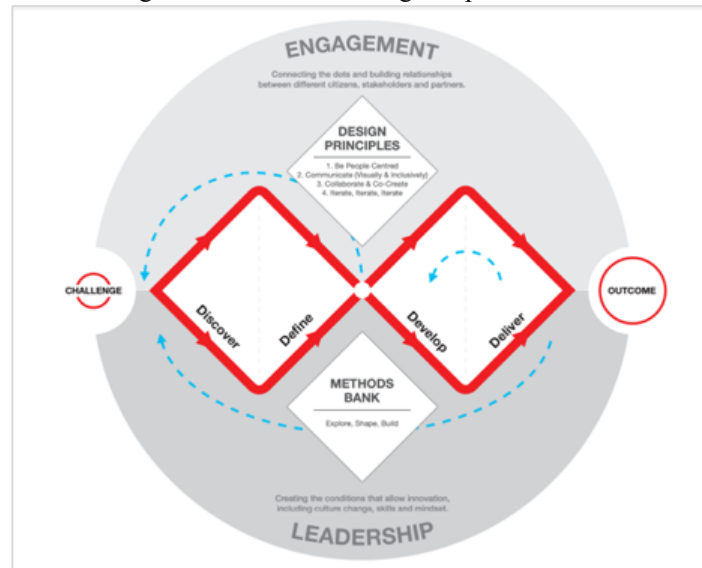 ENGAGEMENT
Connecting the dots and building relationships
between different citizens, stakeholders and partners.
DESIGN
PRINCIPLES
1. Be People Centred
2. Communicate (Visually & Inclusively)
3. Collaborate & Co-Create
4. Iterate, Iterate, Iterate
CHALLENGE
Discover
Define
Develop
Deliver
OUTCOME
METHODS
BANK
Explore, Shape, Build
Creating the conditions that allow innovation,
including culture change, skills and mindset.
LEADERSHIP